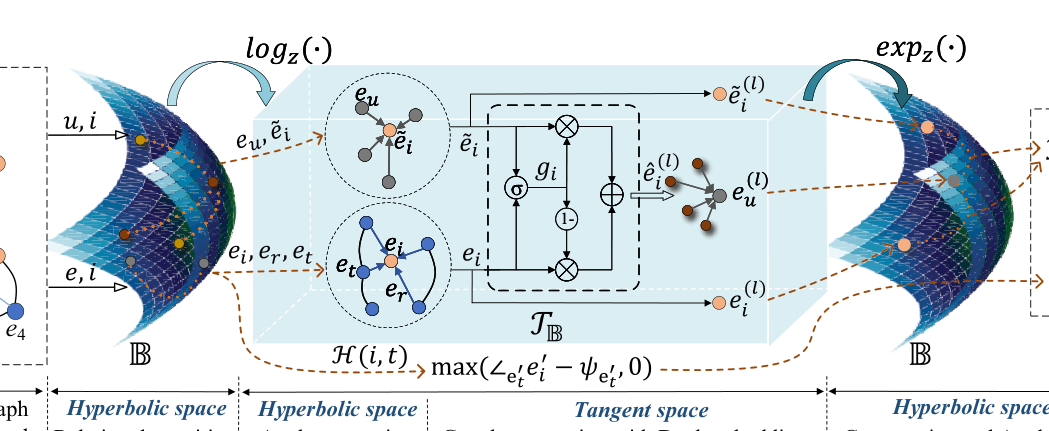 log_z(·)
exp_z(·)
u, i
e_u, ẽ_i
e_u
ẽ_i
ẽ_i
g_i
σ
1-
ê_i^(l)
ẽ_i^(l)
e_u^(l)
e_i, e_r, e_t
e_i
e_t
e_r
e_i
e_i^(l)
e, i
e_4
𝔹
𝒯_𝔹
𝔹
ℋ(i, t)
max(∠_{e′_t} e′_i − ψ_{e′_t}, 0)
Hyperbolic space
Hyperbolic space
Tangent space
Hyperbolic space